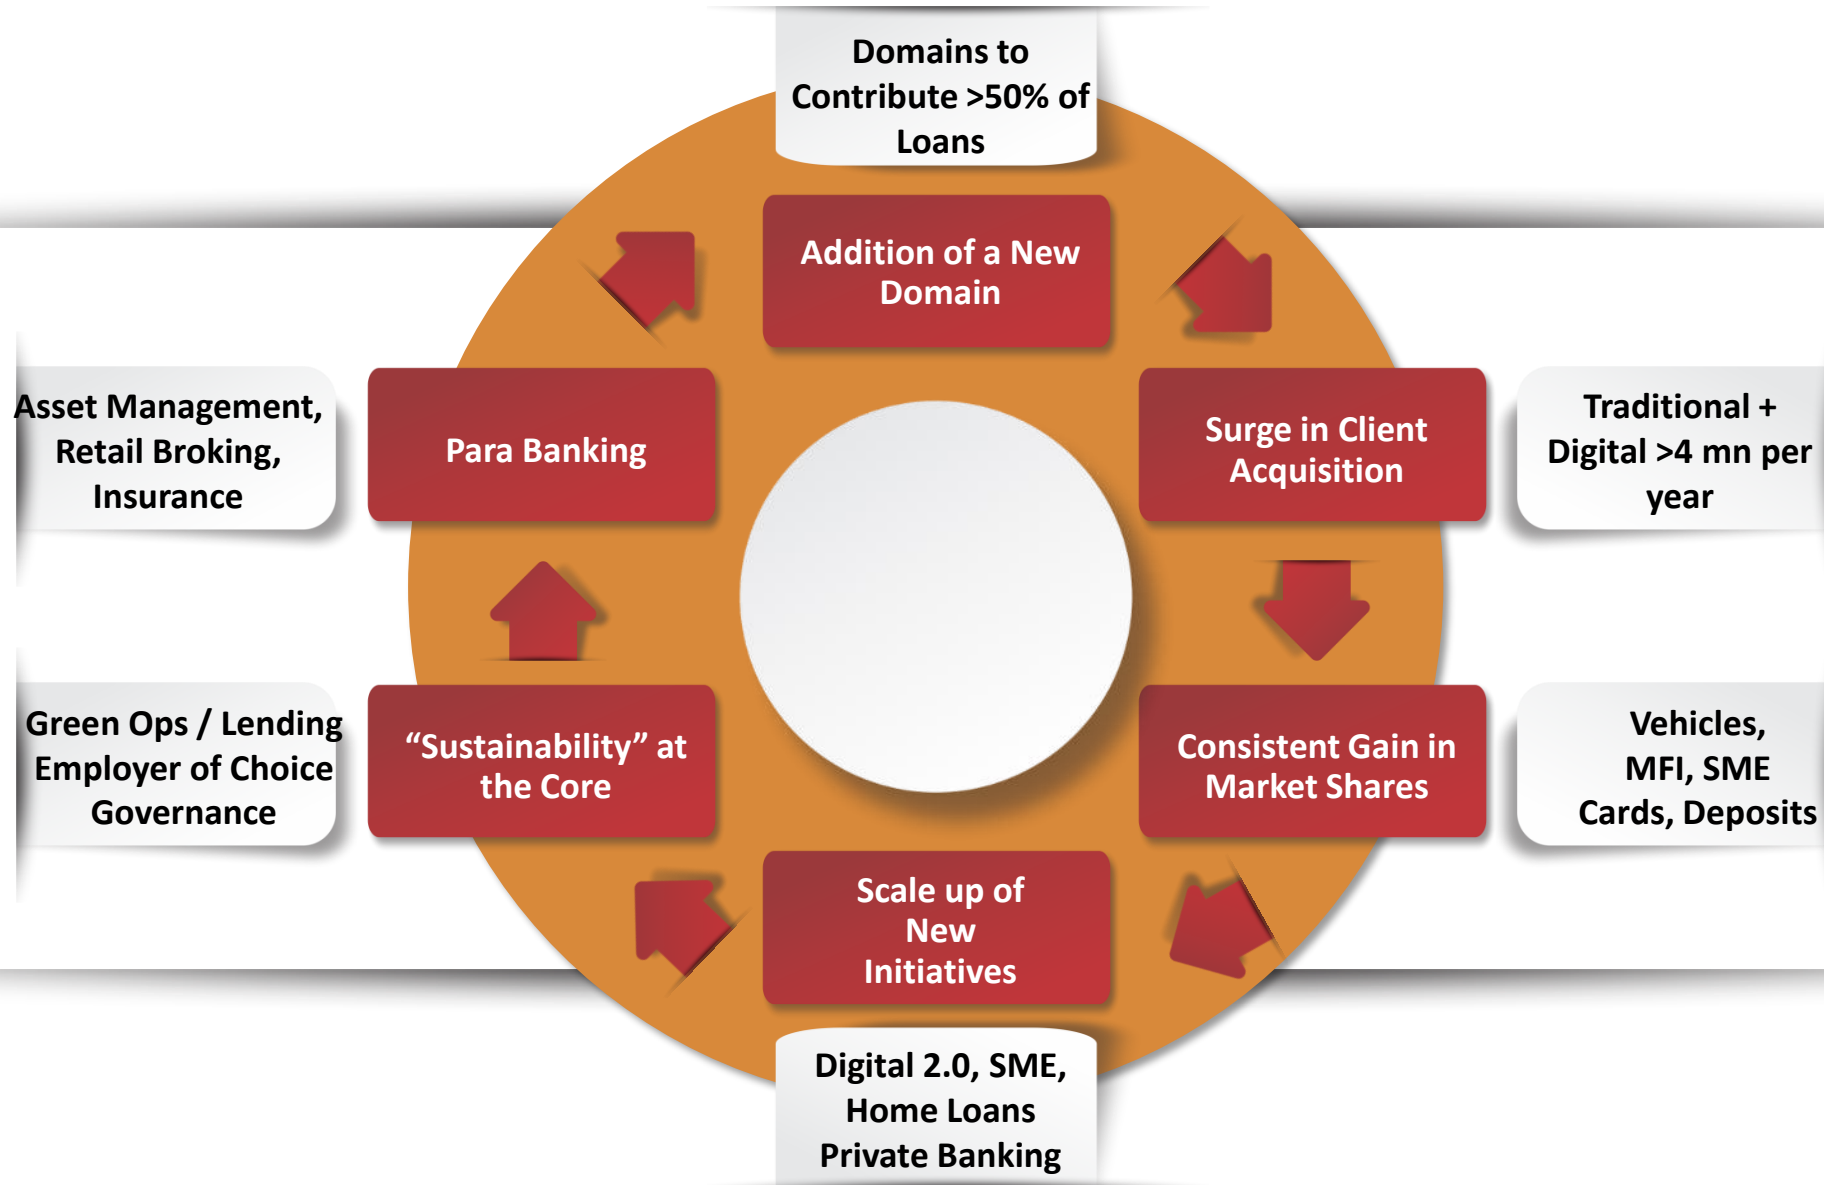 Domains to
Contribute >50% of
Loans
Addition of a New
Domain
Asset Management,
Retail Broking,
Insurance
Para Banking
Surge in Client
Acquisition
Traditional +
Digital >4 mn per
year
Green Ops / Lending
Employer of Choice
Governance
“Sustainability” at
the Core
Consistent Gain in
Market Shares
Vehicles,
MFI, SME
Cards, Deposits
Scale up of
New
Initiatives
Digital 2.0, SME,
Home Loans
Private Banking